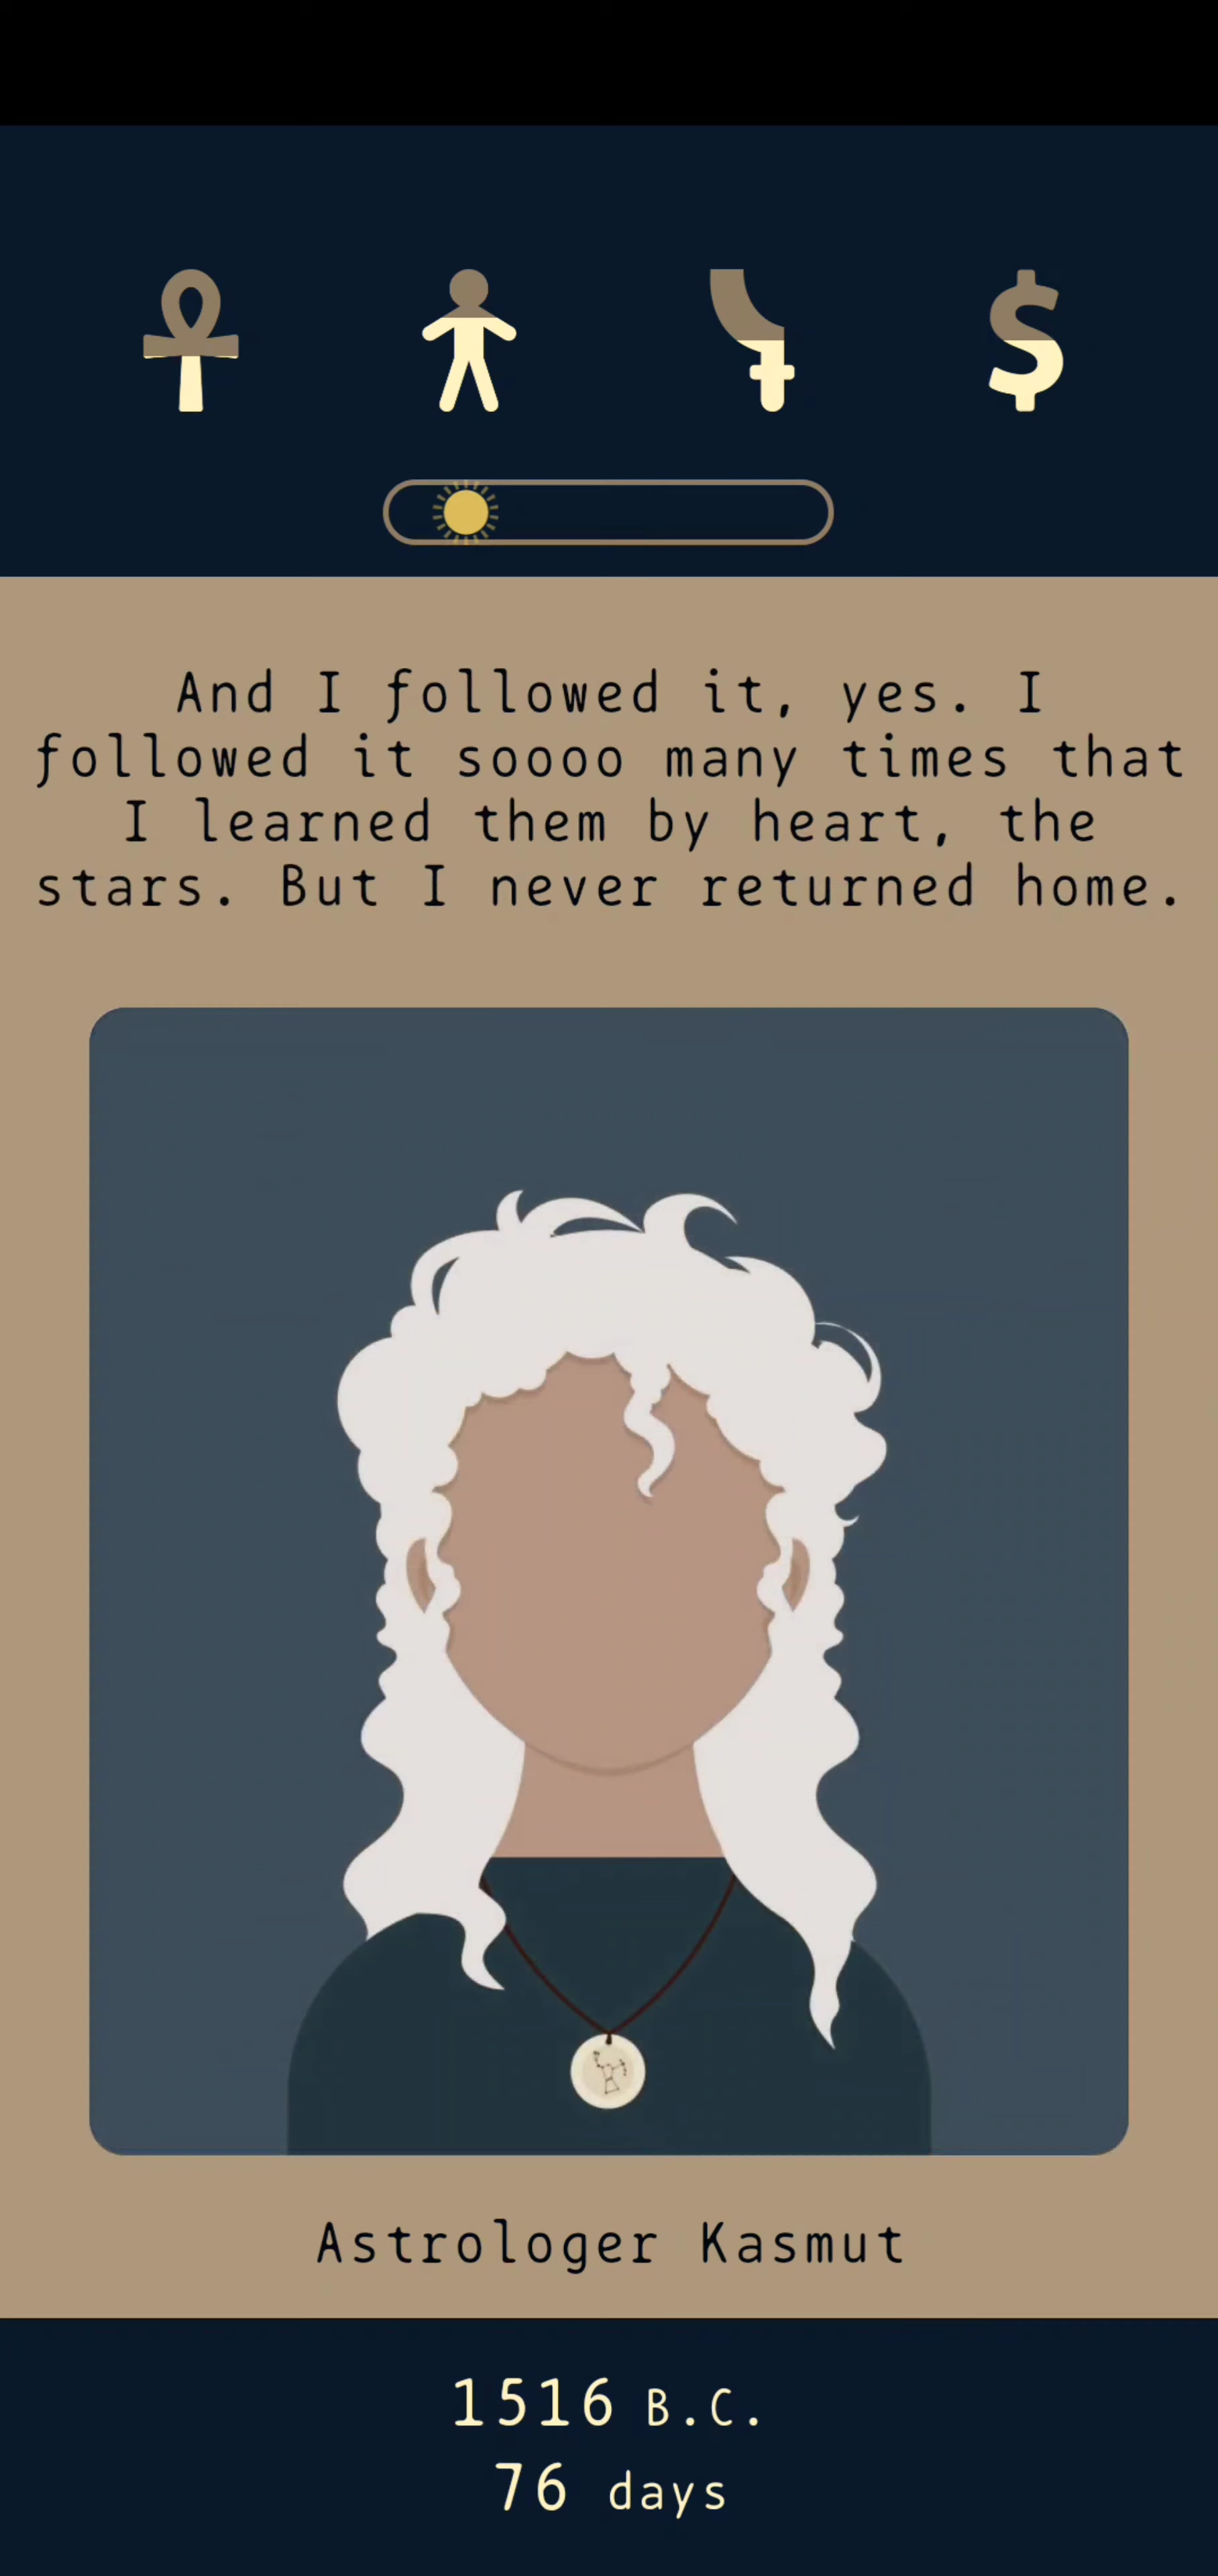 And I followed it, yes. I
followed it soooo many times that
I learned them by heart, the
stars. But I never returned home.
Astrologer Kasmut
1516 B.C.
76 days